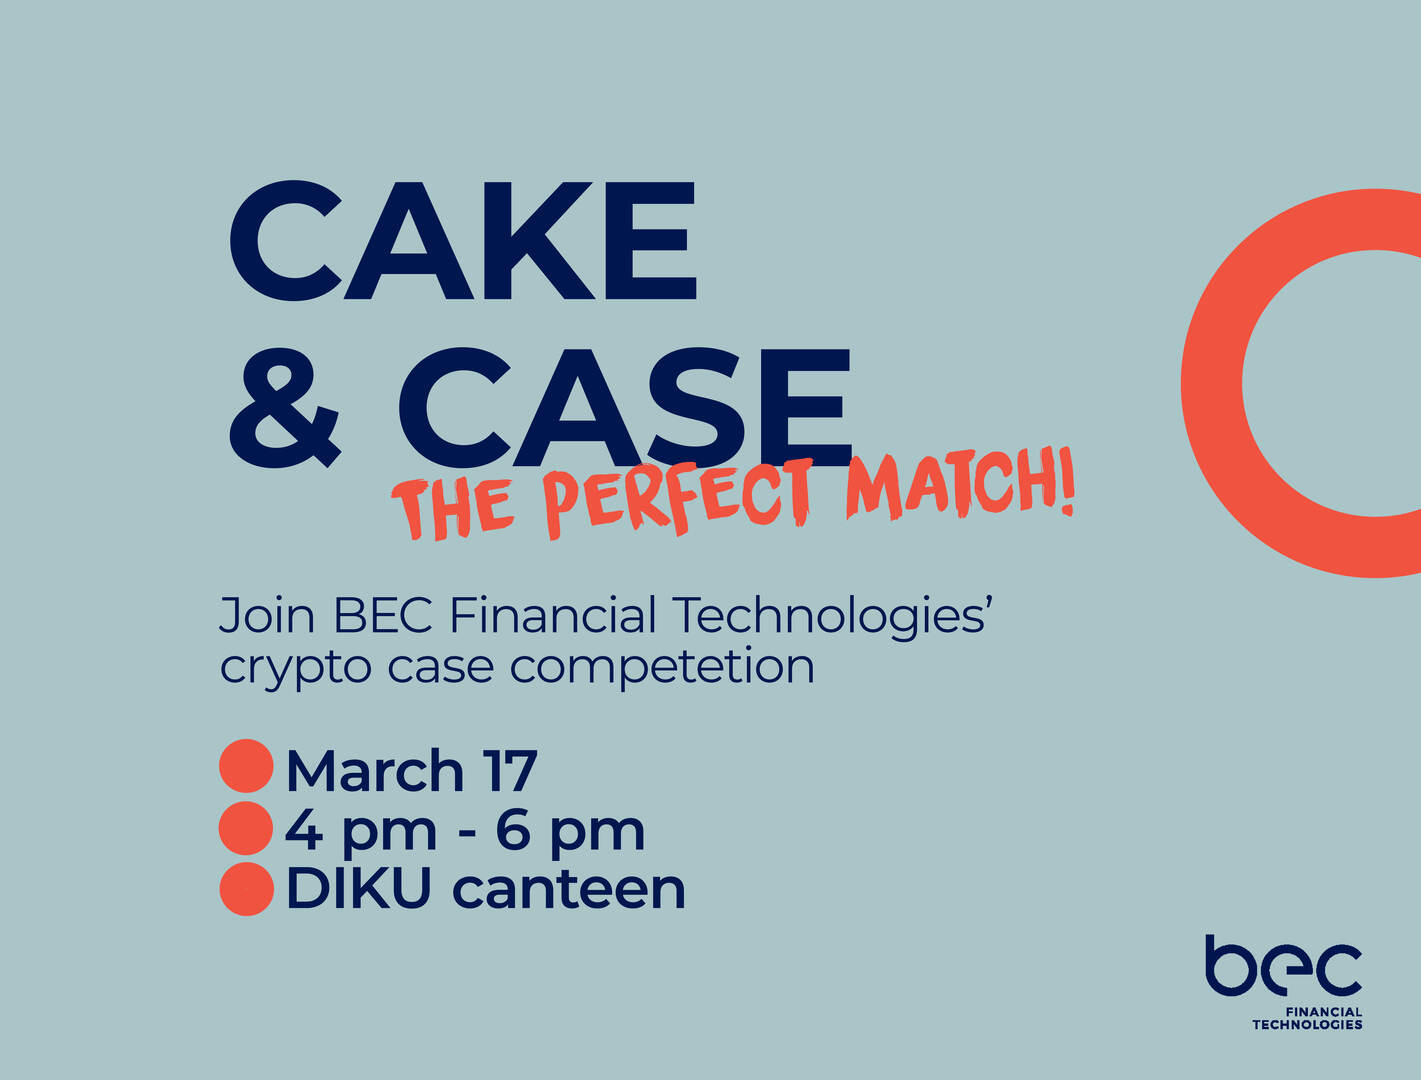 CAKE
& CASE
THE PERFECT MATCH!
Join BEC Financial Technologies’
crypto case competetion
March 17
4 pm - 6 pm
DIKU canteen
bec
FINANCIAL
TECHNOLOGIES